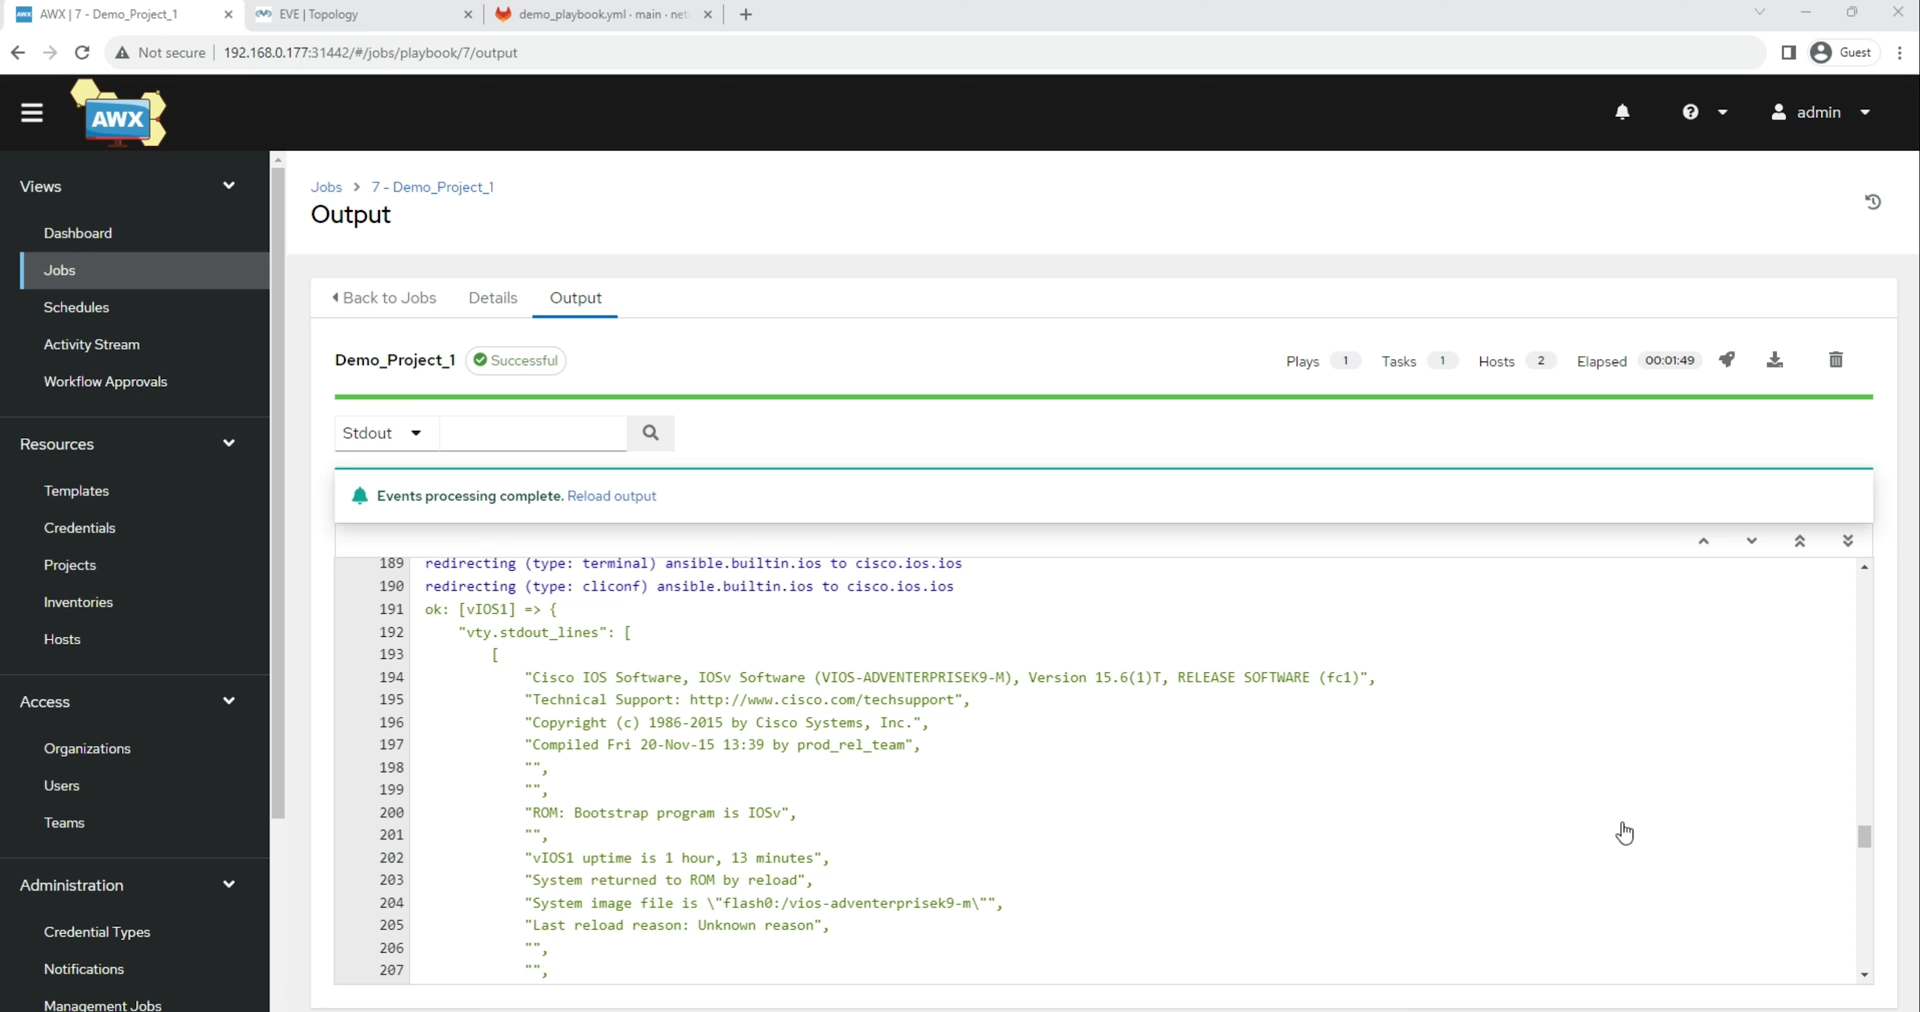 AWX | 7 - Demo_Project_1
EVE | Topology
demo_playbook.yml · main · net
Not secure
192.168.0.177:31442/#/jobs/playbook/7/output
Guest
AWX
admin
Views
Dashboard
Jobs
Schedules
Activity Stream
Workflow Approvals
Resources
Templates
Credentials
Projects
Inventories
Hosts
Access
Organizations
Users
Teams
Administration
Credential Types
Notifications
Management Jobs
Jobs > 7 - Demo_Project_1
Output
Back to Jobs Details Output
Demo_Project_1 Successful
Plays 1 Tasks 1 Hosts 2 Elapsed 00:01:49
Stdout
Events processing complete. Reload output
189 redirecting (type: terminal) ansible.builtin.ios to cisco.ios.ios
190 redirecting (type: cliconf) ansible.builtin.ios to cisco.ios.ios
191 ok: [vIOS1] => {
192 "vty.stdout_lines": [
193 [
194 "Cisco IOS Software, IOSv Software (VIOS-ADVENTERPRISEK9-M), Version 15.6(1)T, RELEASE SOFTWARE (fc1)",
195 "Technical Support: http://www.cisco.com/techsupport",
196 "Copyright (c) 1986-2015 by Cisco Systems, Inc.",
197 "Compiled Fri 20-Nov-15 13:39 by prod_rel_team",
198 "",
199 "",
200 "ROM: Bootstrap program is IOSv",
201 "",
202 "vIOS1 uptime is 1 hour, 13 minutes",
203 "System returned to ROM by reload",
204 "System image file is \"flash0:/vios-adventerprisek9-m\"",
205 "Last reload reason: Unknown reason",
206 "",
207 "",